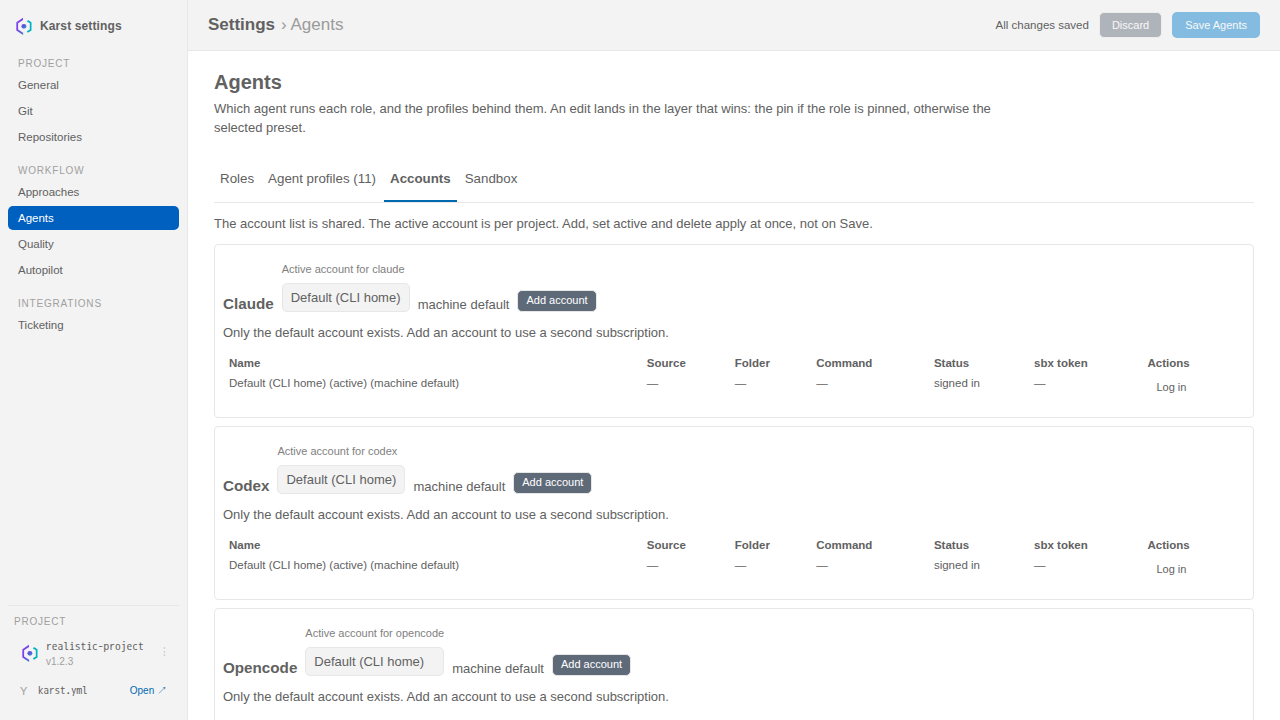 Karst settings
PROJECT
General
Git
Repositories
WORKFLOW
Approaches
Agents
Quality
Autopilot
INTEGRATIONS
Ticketing
PROJECT
realistic-project
v1.2.3
Y karst.yml Open ↗
Settings › Agents
All changes saved Discard Save Agents
Agents
Which agent runs each role, and the profiles behind them. An edit lands in the layer that wins: the pin if the role is pinned, otherwise the
selected preset.
Roles Agent profiles (11) Accounts Sandbox
The account list is shared. The active account is per project. Add, set active and delete apply at once, not on Save.
Active account for claude
Claude Default (CLI home) machine default Add account
Only the default account exists. Add an account to use a second subscription.
Name Source Folder Command Status sbx token Actions
Default (CLI home) (active) (machine default) — — — signed in — Log in
Active account for codex
Codex Default (CLI home) machine default Add account
Only the default account exists. Add an account to use a second subscription.
Name Source Folder Command Status sbx token Actions
Default (CLI home) (active) (machine default) — — — signed in — Log in
Active account for opencode
Opencode Default (CLI home) machine default Add account
Only the default account exists. Add an account to use a second subscription.